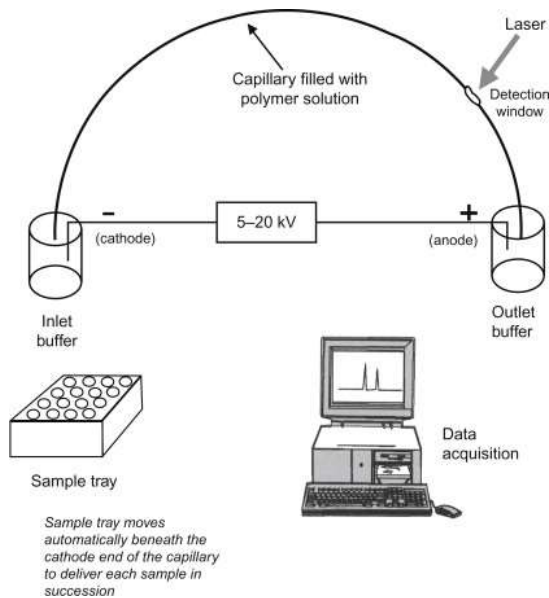 Laser
Capillary filled with
polymer solution
Detection
window
-
+
5–20 kV
(cathode)
(anode)
Inlet
buffer
Outlet
buffer
Data
acquisition
Sample tray
Sample tray moves
automatically beneath the
cathode end of the capillary
to deliver each sample in
succession